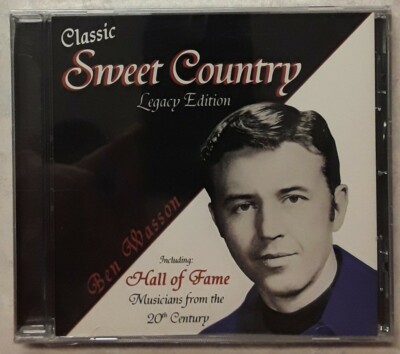 Classic
Sweet Country
Legacy Edition
Ben Wasson
Including:
Hall of Fame
Musicians from the
20th Century